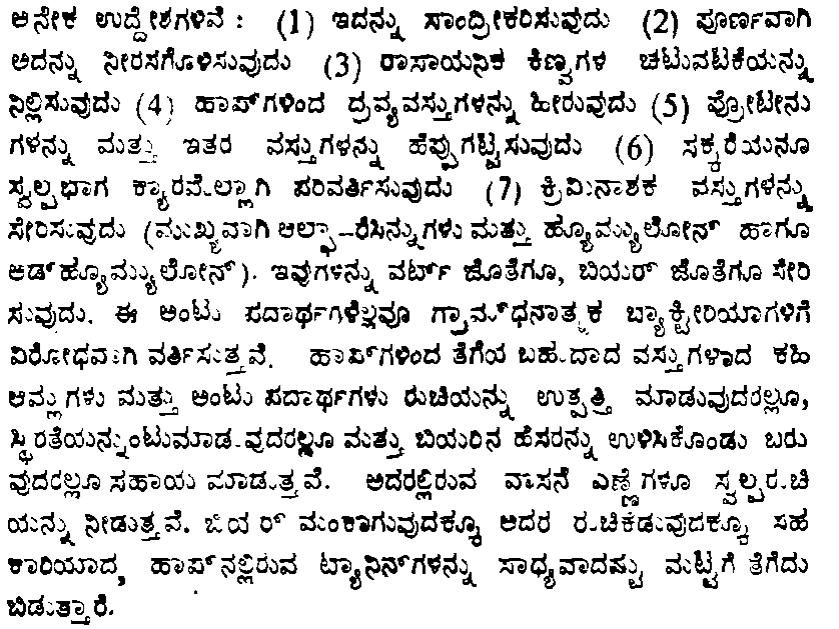 ಅನೇಕ ಉದ್ದೇಶಗಳಿವೆ : (1) ಇದನ್ನು ಸಾಂದ್ರೀಕರಿಸುವುದು (2) ಪೂರ್ಣವಾಗಿ
ಅದನ್ನು ನೀರಸಗೊಳಿಸುವುದು (3) ರಾಸಾಯನಿಕ ಕಿಣ್ವಗಳ ಚಟುವಟಿಕೆಯನ್ನು
ನಿಲ್ಲಿಸುವುದು (4) ಹಾಪ್‌ಗಳಿಂದ ದ್ರವ್ಯವಸ್ತುಗಳನ್ನು ಹೀರುವುದು (5) ಪ್ರೋಟೀನು
ಗಳನ್ನು ಮತ್ತು ಇತರ ವಸ್ತುಗಳನ್ನು ಹೆಪ್ಪುಗಟ್ಟಿಸುವುದು (6) ಸಕ್ಕರೆಯನೂ
ಸ್ವಲ್ಪಭಾಗ ಕ್ಯಾರಮೆಲ್ಲಾಗಿ ಪರಿವರ್ತಿಸುವುದು (7) ಕ್ರಿಮಿನಾಶಕ ವಸ್ತುಗಳನ್ನು
ಸೇರಿಸುವುದು (ಮುಖ್ಯವಾಗಿ ಆಲ್ಫಾ-ರೆಸಿನ್ನುಗಳು ಮತ್ತು ಹ್ಯೂಮ್ಯುಲೋನ್ ಹಾಗೂ
ಅಡ್‌ಹ್ಯೂಮ್ಯುಲೋನ್). ಇವುಗಳನ್ನು ವರ್ಟ್ ಜೊತೆಗೂ, ಬಿಯರ್ ಜೊತೆಗೂ ಸೇರಿ
ಸುವುದು. ಈ ಅಂಟು ಪದಾರ್ಥಗಳೆಲ್ಲವೂ ಗ್ರಾಮ್‌ಧನಾತ್ಮಕ ಬ್ಯಾಕ್ಟೀರಿಯಾಗಳಿಗೆ
ವಿರೋಧವಾಗಿ ವರ್ತಿಸುತ್ತವೆ. ಹಾಪ್‌ಗಳಿಂದ ತೆಗೆಯ ಬಹುದಾದ ವಸ್ತುಗಳಾದ ಕಹಿ
ಆಮ್ಲಗಳು ಮತ್ತು ಅಂಟು ಪದಾರ್ಥಗಳು ರುಚಿಯನ್ನು ಉತ್ಪತ್ತಿ ಮಾಡುವುದರಲ್ಲೂ,
ಸ್ಥಿರತೆಯನ್ನುಂಟುಮಾಡುವುದರಲ್ಲೂ ಮತ್ತು ಬಿಯರಿನ ಹೆಸರನ್ನು ಉಳಿಸಿಕೊಂಡು ಬರು
ವುದರಲ್ಲೂ ಸಹಾಯ ಮಾಡುತ್ತವೆ. ಅದರಲ್ಲಿರುವ ವಾಸನೆ ಎಣ್ಣೆಗಳೂ ಸ್ವಲ್ಪ ರುಚಿ
ಯನ್ನು ನೀಡುತ್ತವೆ. ಬಿಯರ್ ಮಂಕಾಗುವುದಕ್ಕೂ ಅದರ ರುಚಿಕೆಡುವುದಕ್ಕೂ ಸಹ
ಕಾರಿಯಾದ, ಹಾಪ್‌ನಲ್ಲಿರುವ ಟ್ಯಾನಿನ್‌ಗಳನ್ನು ಸಾಧ್ಯವಾದಷ್ಟು ಮಟ್ಟಿಗೆ ತೆಗೆದು
ಬಿಡುತ್ತಾರೆ.